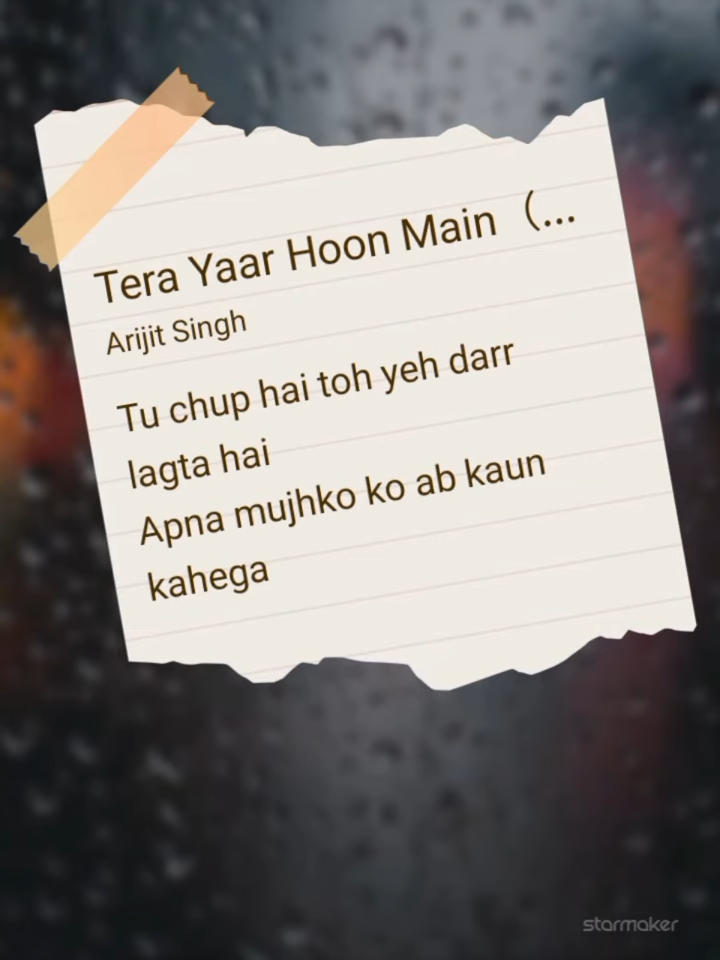 Tera Yaar Hoon Main (...
Arijit Singh
Tu chup hai toh yeh darr
lagta hai
Apna mujhko ko ab kaun
kahega
starmaker